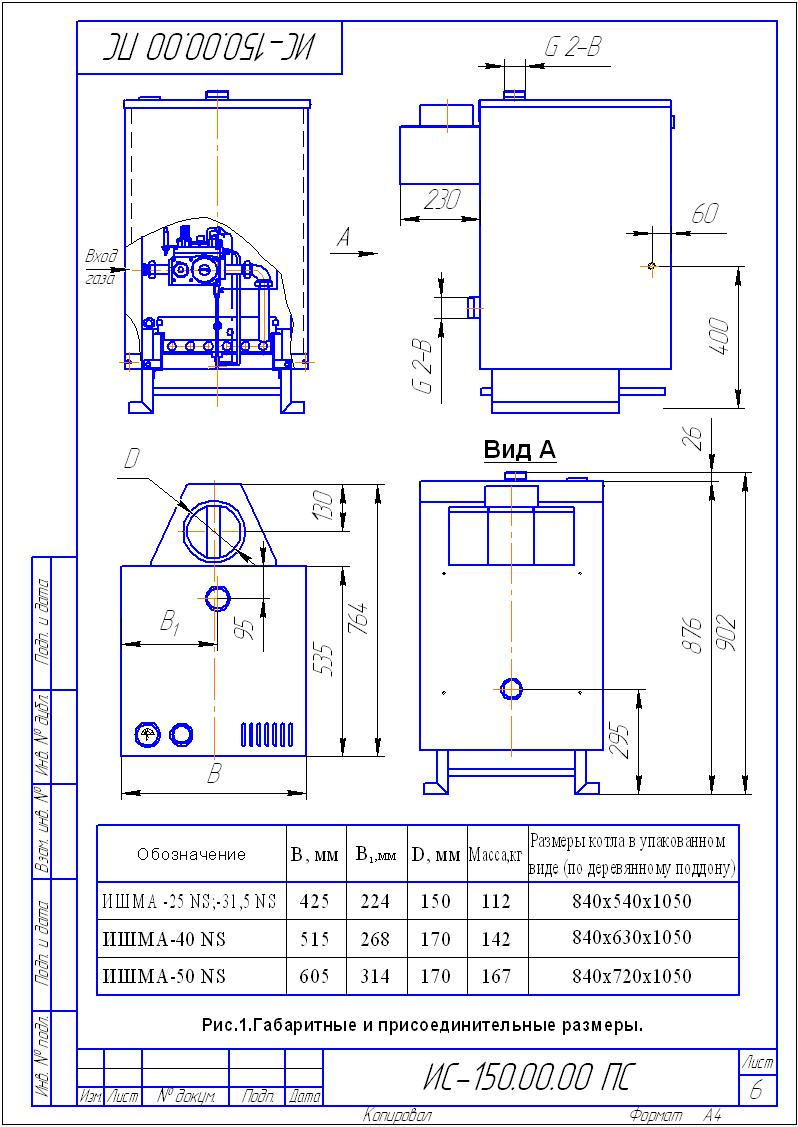 ИС-150.00.00 ПС
G 2-В
230
60
А
Вход
газа
G 2-В
400
Вид А
26
D
130
764
B₁
95
535
B
876
902
295
Обозначение B, мм B₁,мм D, мм Масса,кг Размеры котла в упакованном
виде (по деревянному поддону)
ИШМА -25 NS;-31,5 NS 425 224 150 112 840x540x1050
ИШМА-40 NS 515 268 170 142 840x630x1050
ИШМА-50 NS 605 314 170 167 840x720x1050
Рис.1.Габаритные и присоединительные размеры.
Подп. и дата
Инв. № дубл.
Взам. инв. №
Подп. и дата
Инв. № подл.
Изм. Лист № докум. Подп. Дата
ИС-150.00.00 ПС
Лист
6
Копировал Формат А4